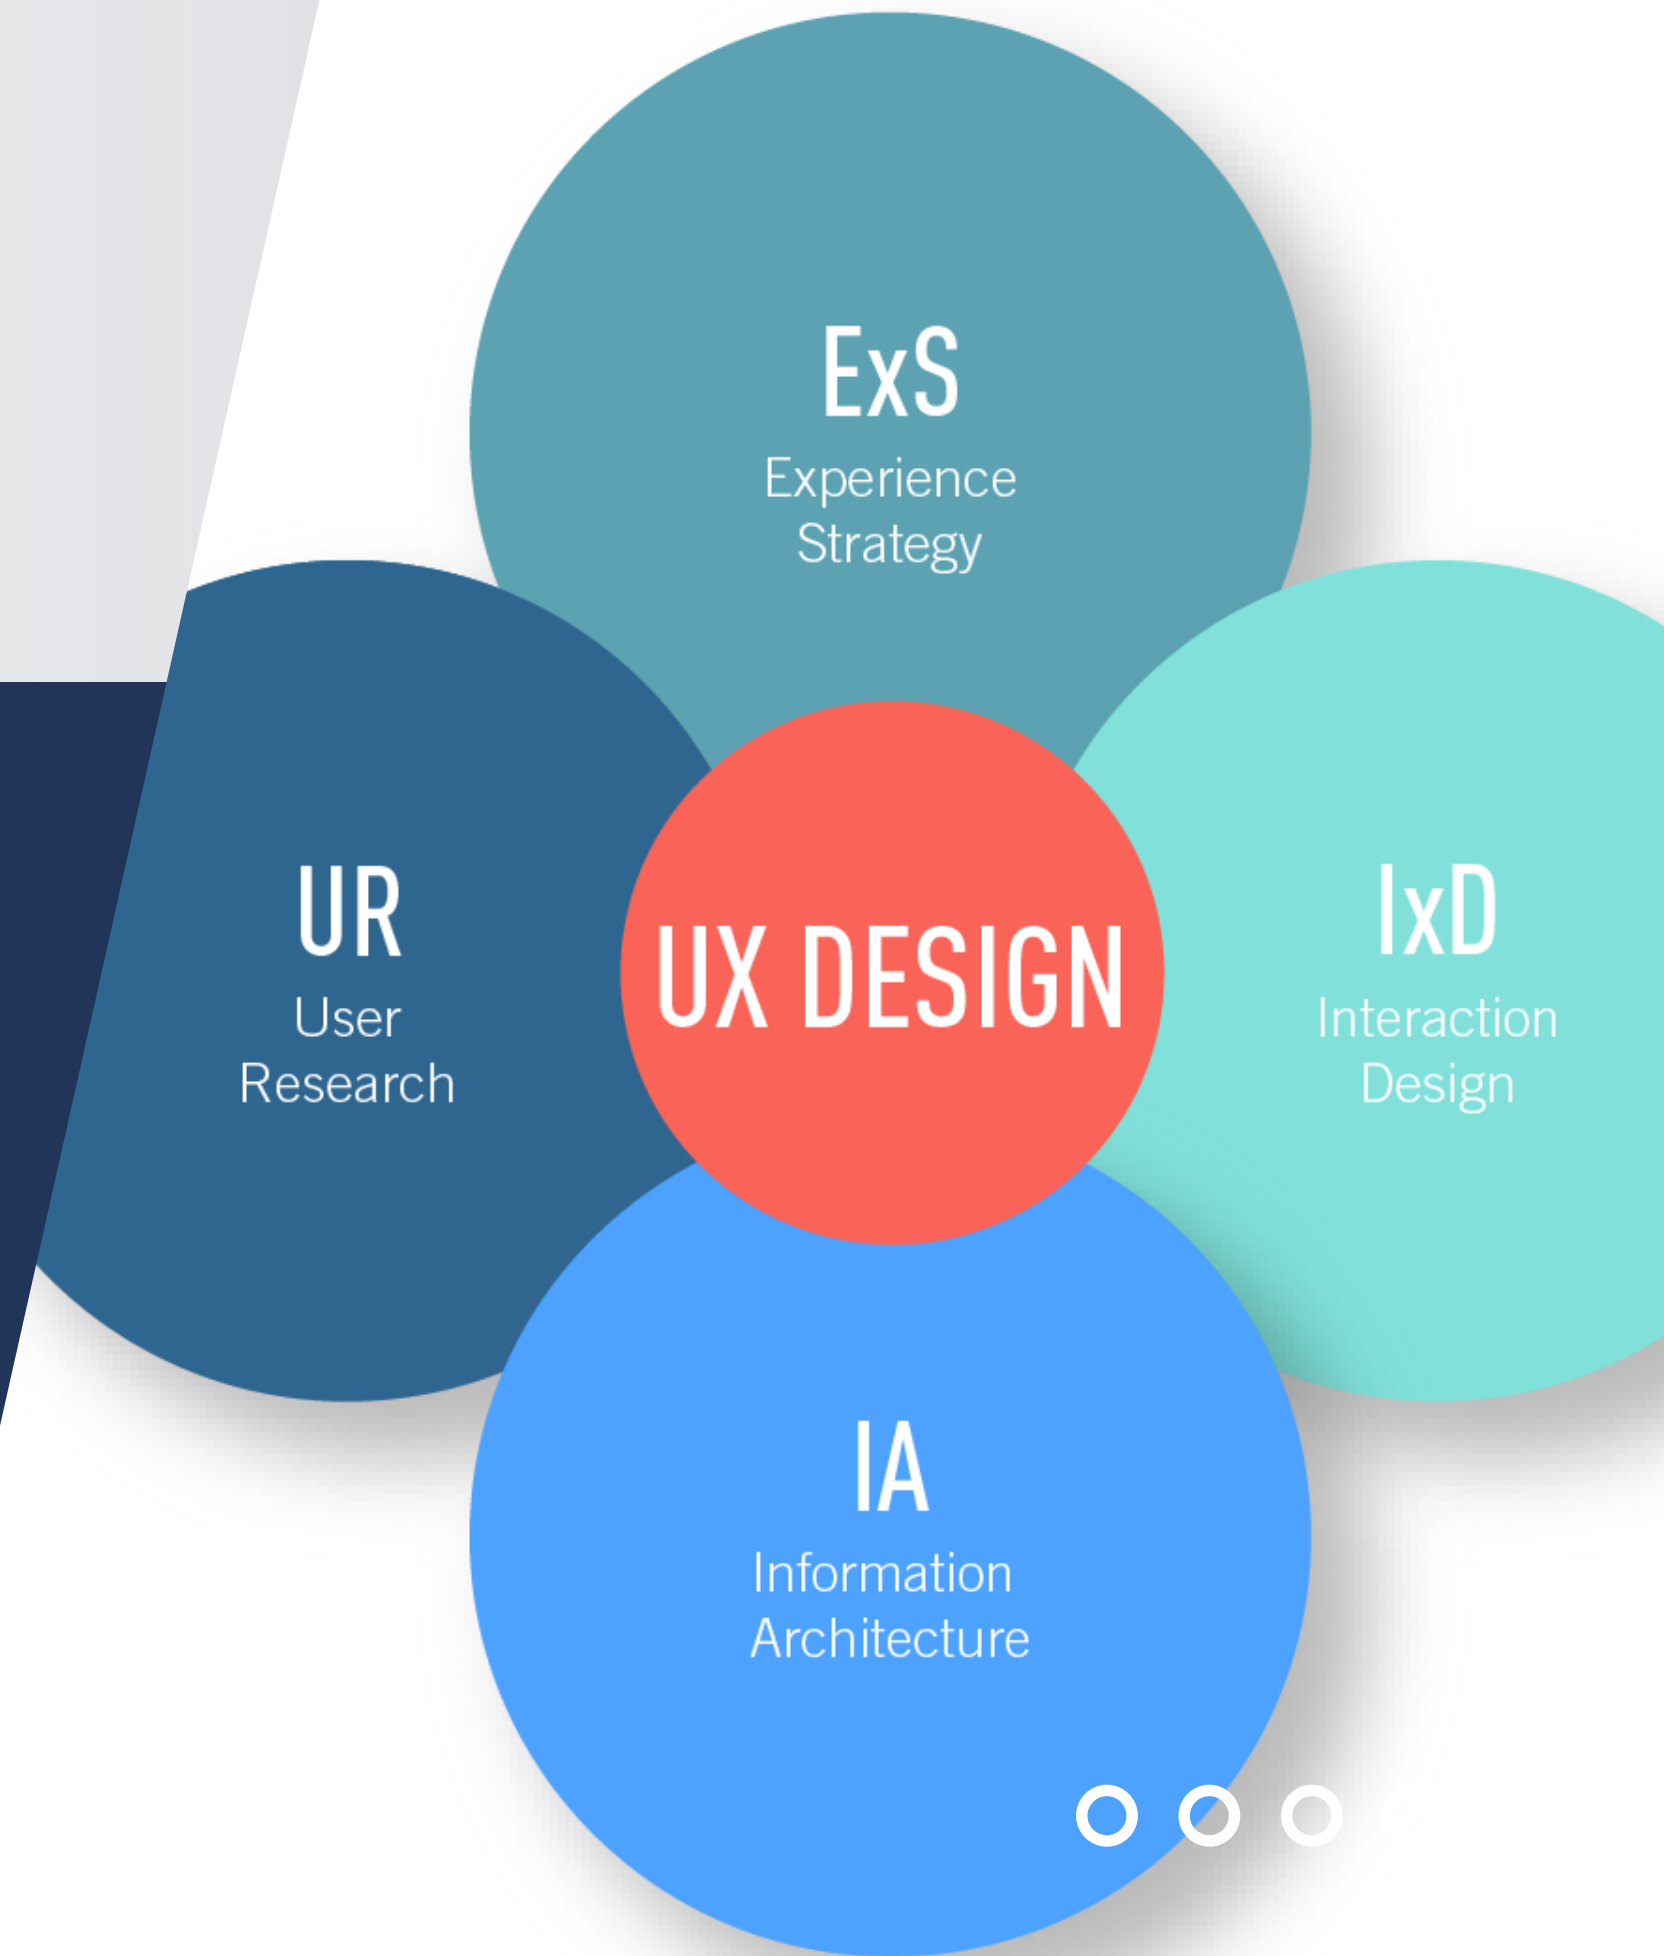 ExS
Experience
Strategy
UR
User
Research
UX DESIGN
IxD
Interaction
Design
IA
Information
Architecture